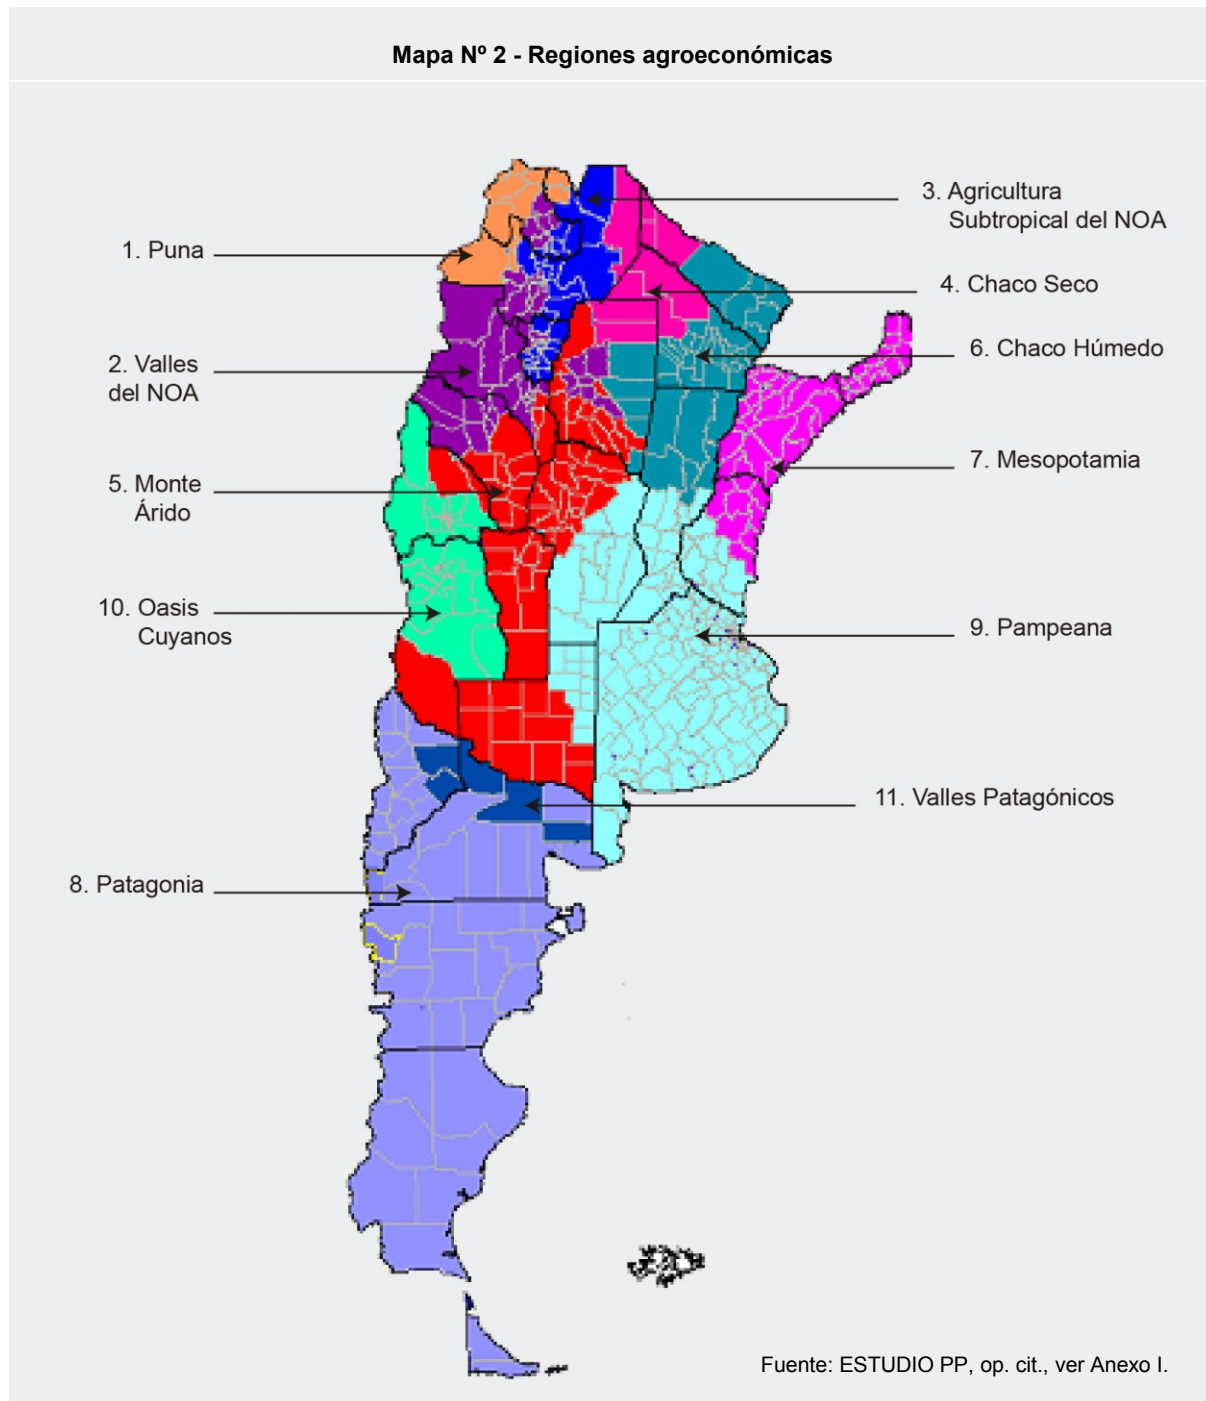 Mapa Nº 2 - Regiones agroeconómicas
3. Agricultura
Subtropical del NOA
1. Puna
4. Chaco Seco
6. Chaco Húmedo
2. Valles
del NOA
7. Mesopotamia
5. Monte
Árido
10. Oasis
Cuyanos
9. Pampeana
11. Valles Patagónicos
8. Patagonia
Fuente: ESTUDIO PP, op. cit., ver Anexo I.